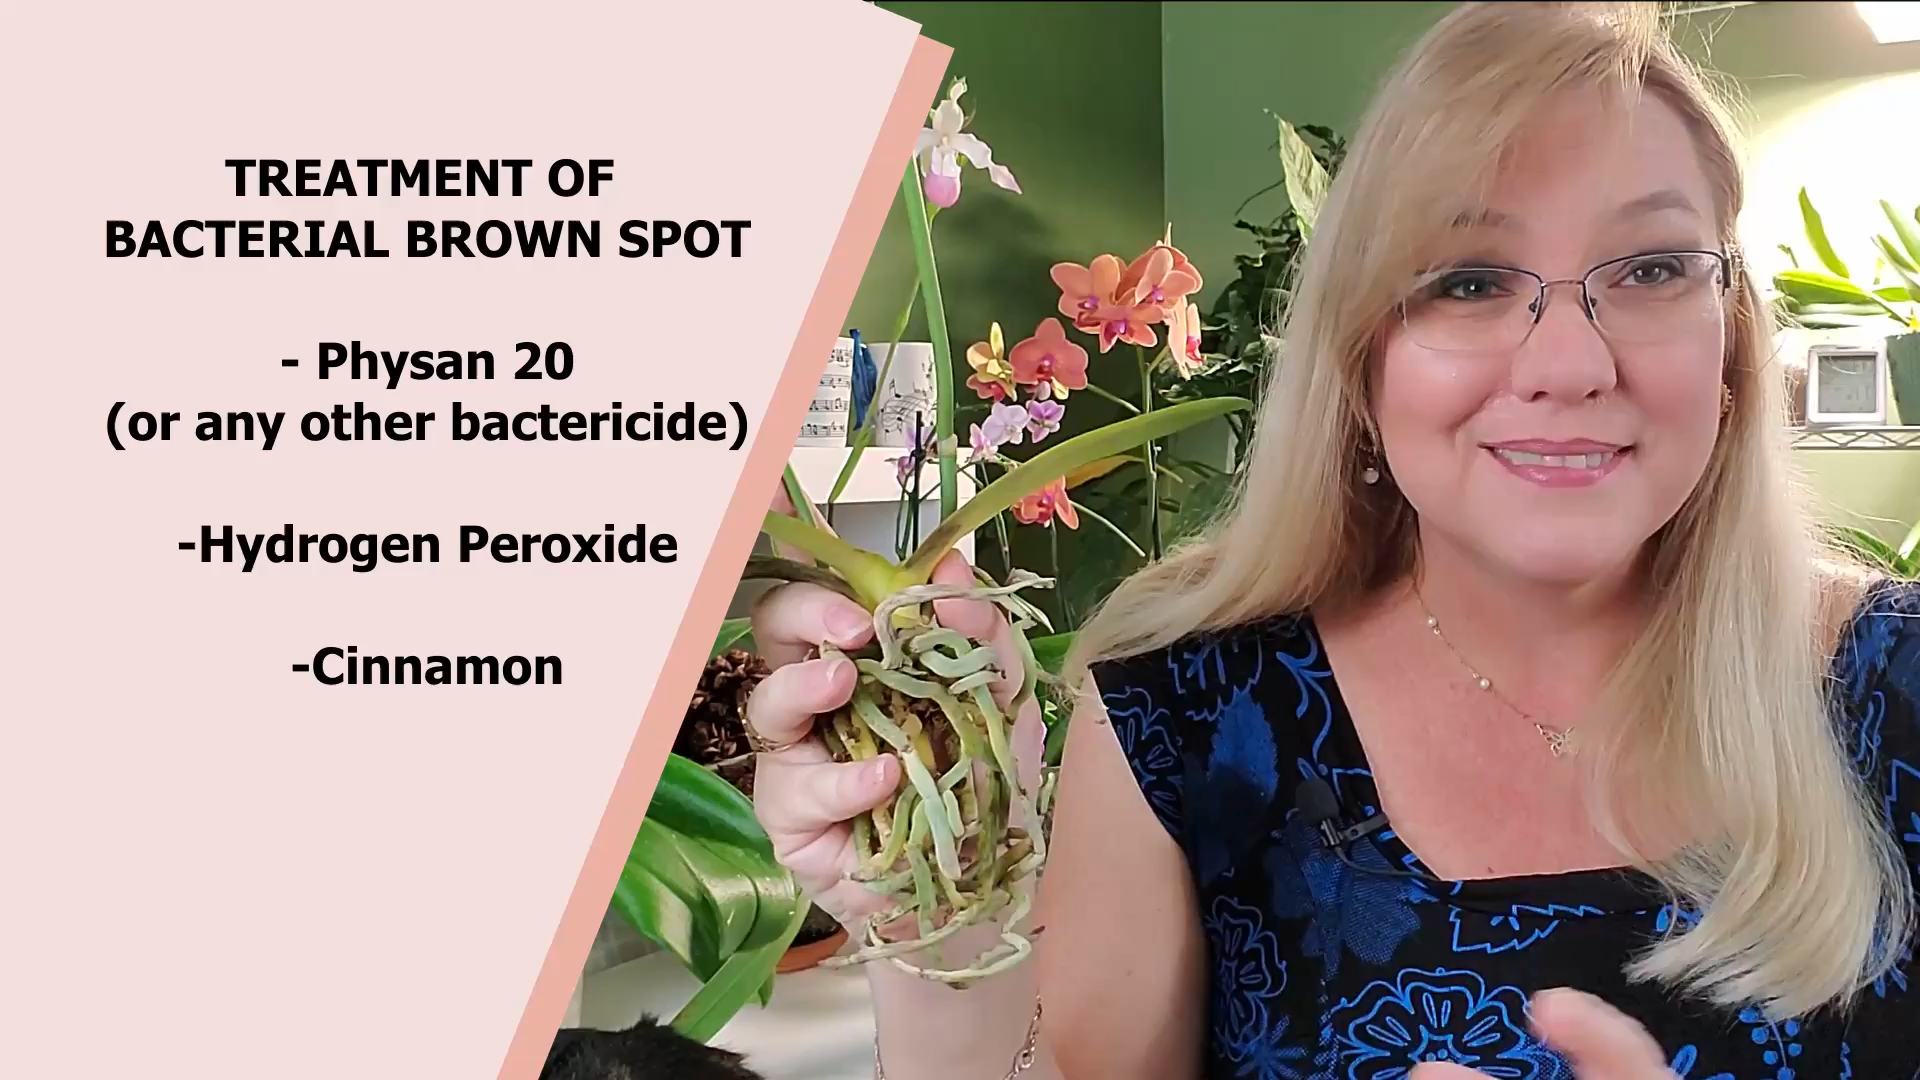 TREATMENT OF
BACTERIAL BROWN SPOT
- Physan 20
(or any other bactericide)
-Hydrogen Peroxide
-Cinnamon